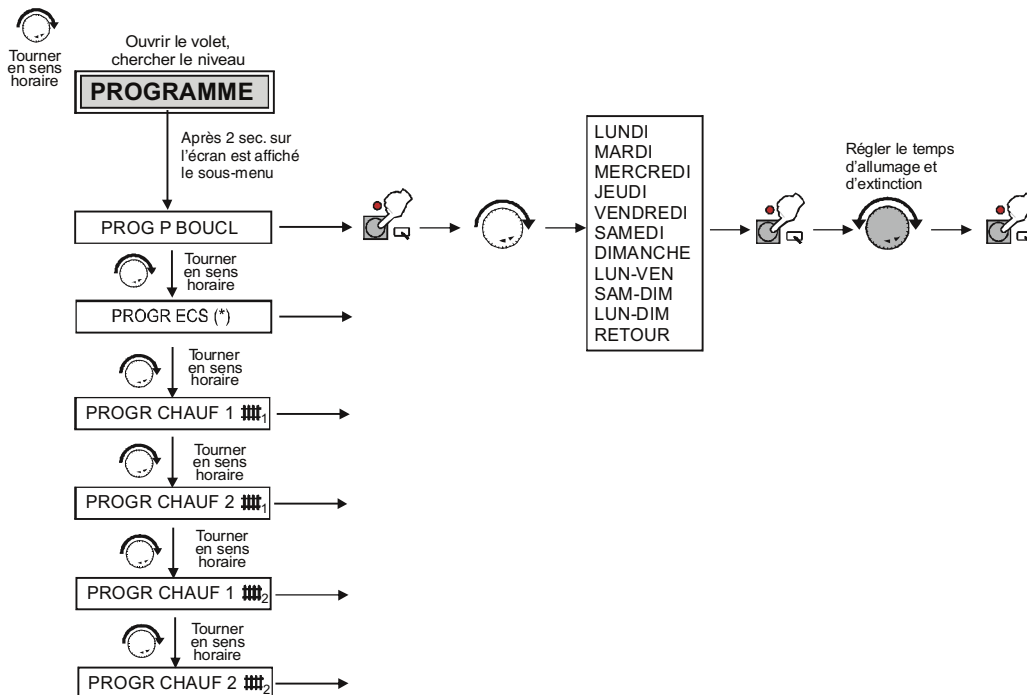 Tourner
en sens
horaire
Ouvrir le volet,
chercher le niveau
PROGRAMME
Après 2 sec. sur
l'écran est affiché
le sous-menu
PROG P BOUCL
LUNDI
MARDI
MERCREDI
JEUDI
VENDREDI
SAMEDI
DIMANCHE
LUN-VEN
SAM-DIM
LUN-DIM
RETOUR
Régler le temps
d'allumage et
d'extinction
Tourner
en sens
horaire
PROGR ECS (*)
Tourner
en sens
horaire
PROGR CHAUF 1 1
Tourner
en sens
horaire
PROGR CHAUF 2 1
Tourner
en sens
horaire
PROGR CHAUF 1 2
Tourner
en sens
horaire
PROGR CHAUF 2 2